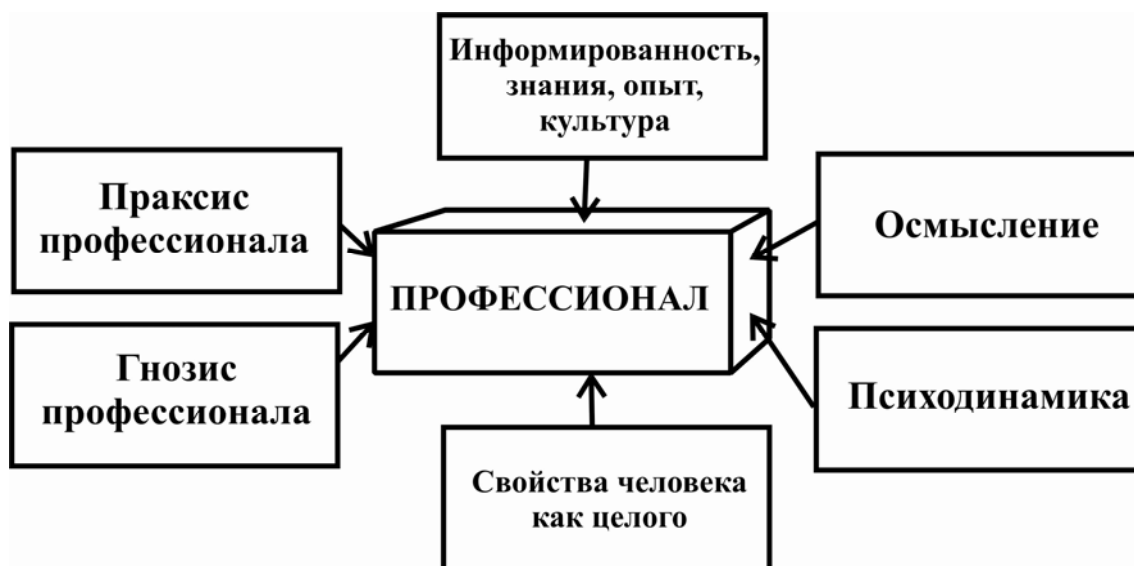 Информированность,
знания, опыт,
культура
Праксис
профессионала
Осмысление
ПРОФЕССИОНАЛ
Гнозис
профессионала
Психодинамика
Свойства человека
как целого